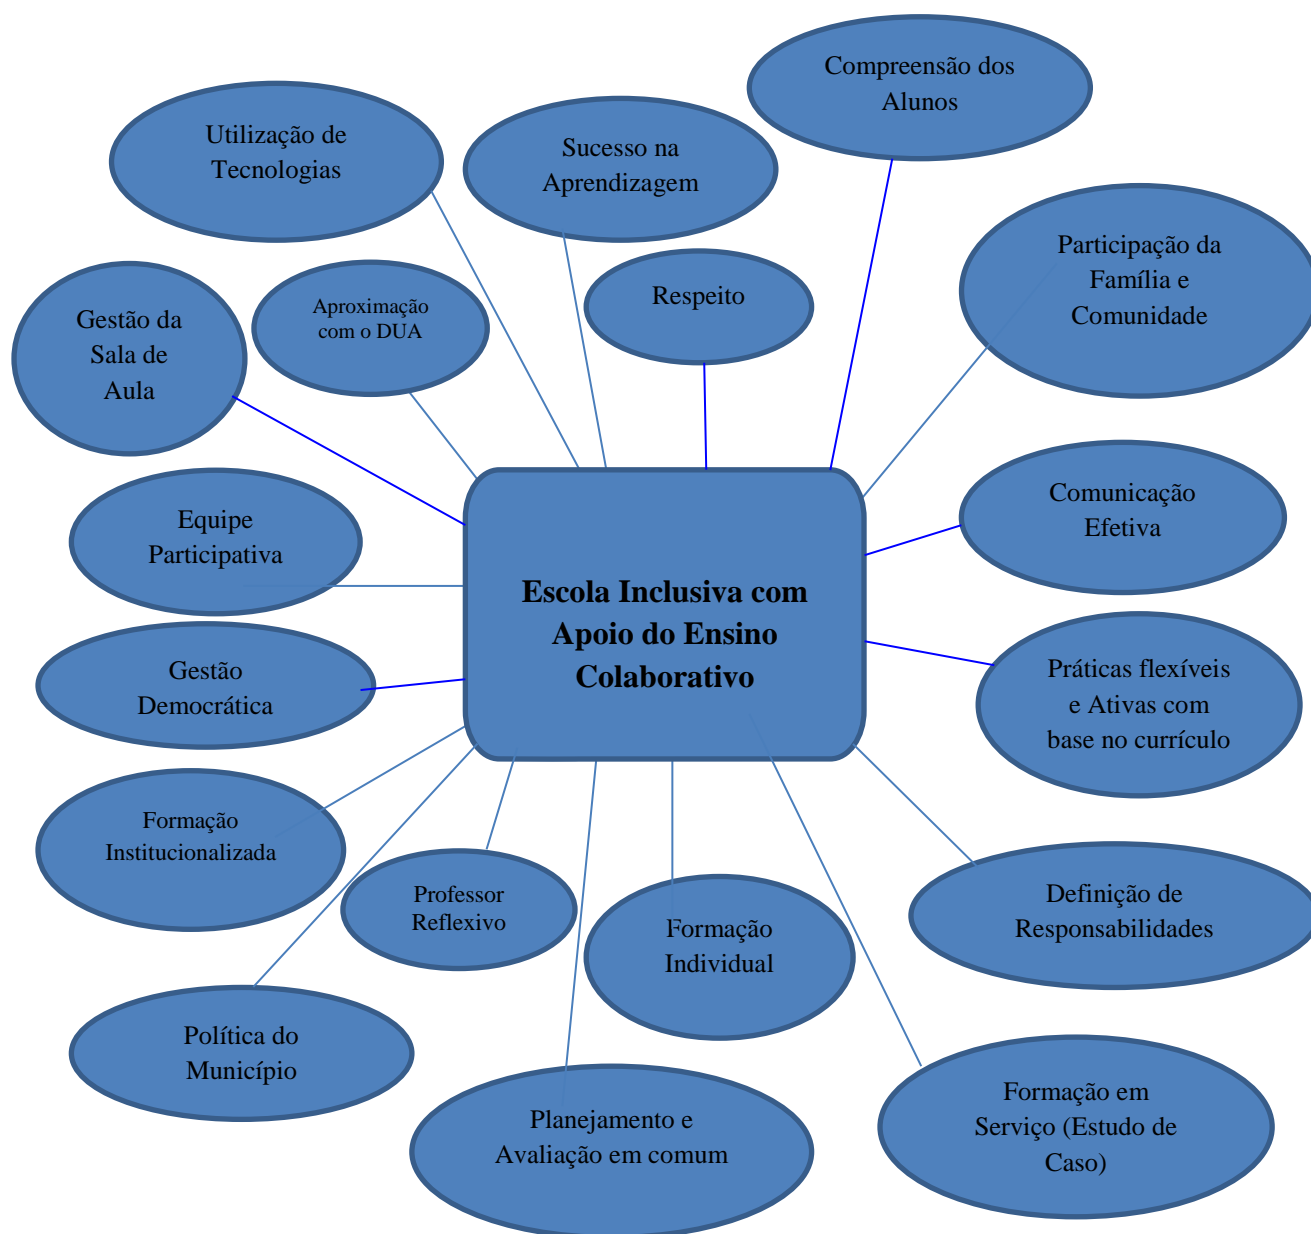 Compreensão dos
Alunos
Utilização de
Tecnologias
Sucesso na
Aprendizagem
Participação da
Família e
Comunidade
Respeito
Aproximação
com o DUA
Gestão da
Sala de
Aula
Comunicação
Efetiva
Equipe
Participativa
Escola Inclusiva com
Apoio do Ensino
Colaborativo
Gestão
Democrática
Práticas flexíveis
e Ativas com
base no currículo
Formação
Institucionalizada
Professor
Reflexivo
Formação
Individual
Definição de
Responsabilidades
Política do
Município
Planejamento e
Avaliação em comum
Formação em
Serviço (Estudo de
Caso)